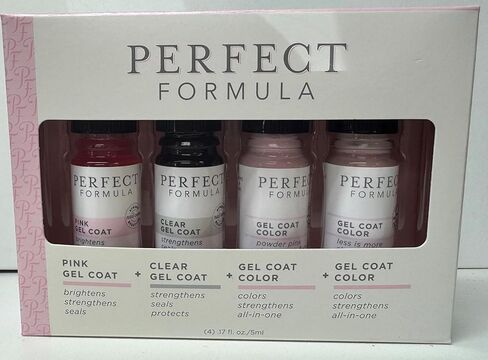 PERFECT
FORMULA
PERFECT
FORMULA
PINK
GEL COAT
brightens
PERFECT
FORMULA
CLEAR
GEL COAT
strengthens
PERFEC
FORMULA
GEL COAT
COLOR
powder pink
PERFEC
FORMULA
GEL COAT
COLOR
less is more
PINK
GEL COAT
brightens
strengthens
seals
+
CLEAR
GEL COAT
strengthens
seals
protects
+
GEL COAT
COLOR
colors
strengthens
all-in-one
+
GEL COAT
COLOR
colors
strengthens
all-in-one
(4) .17 fl. oz./5ml